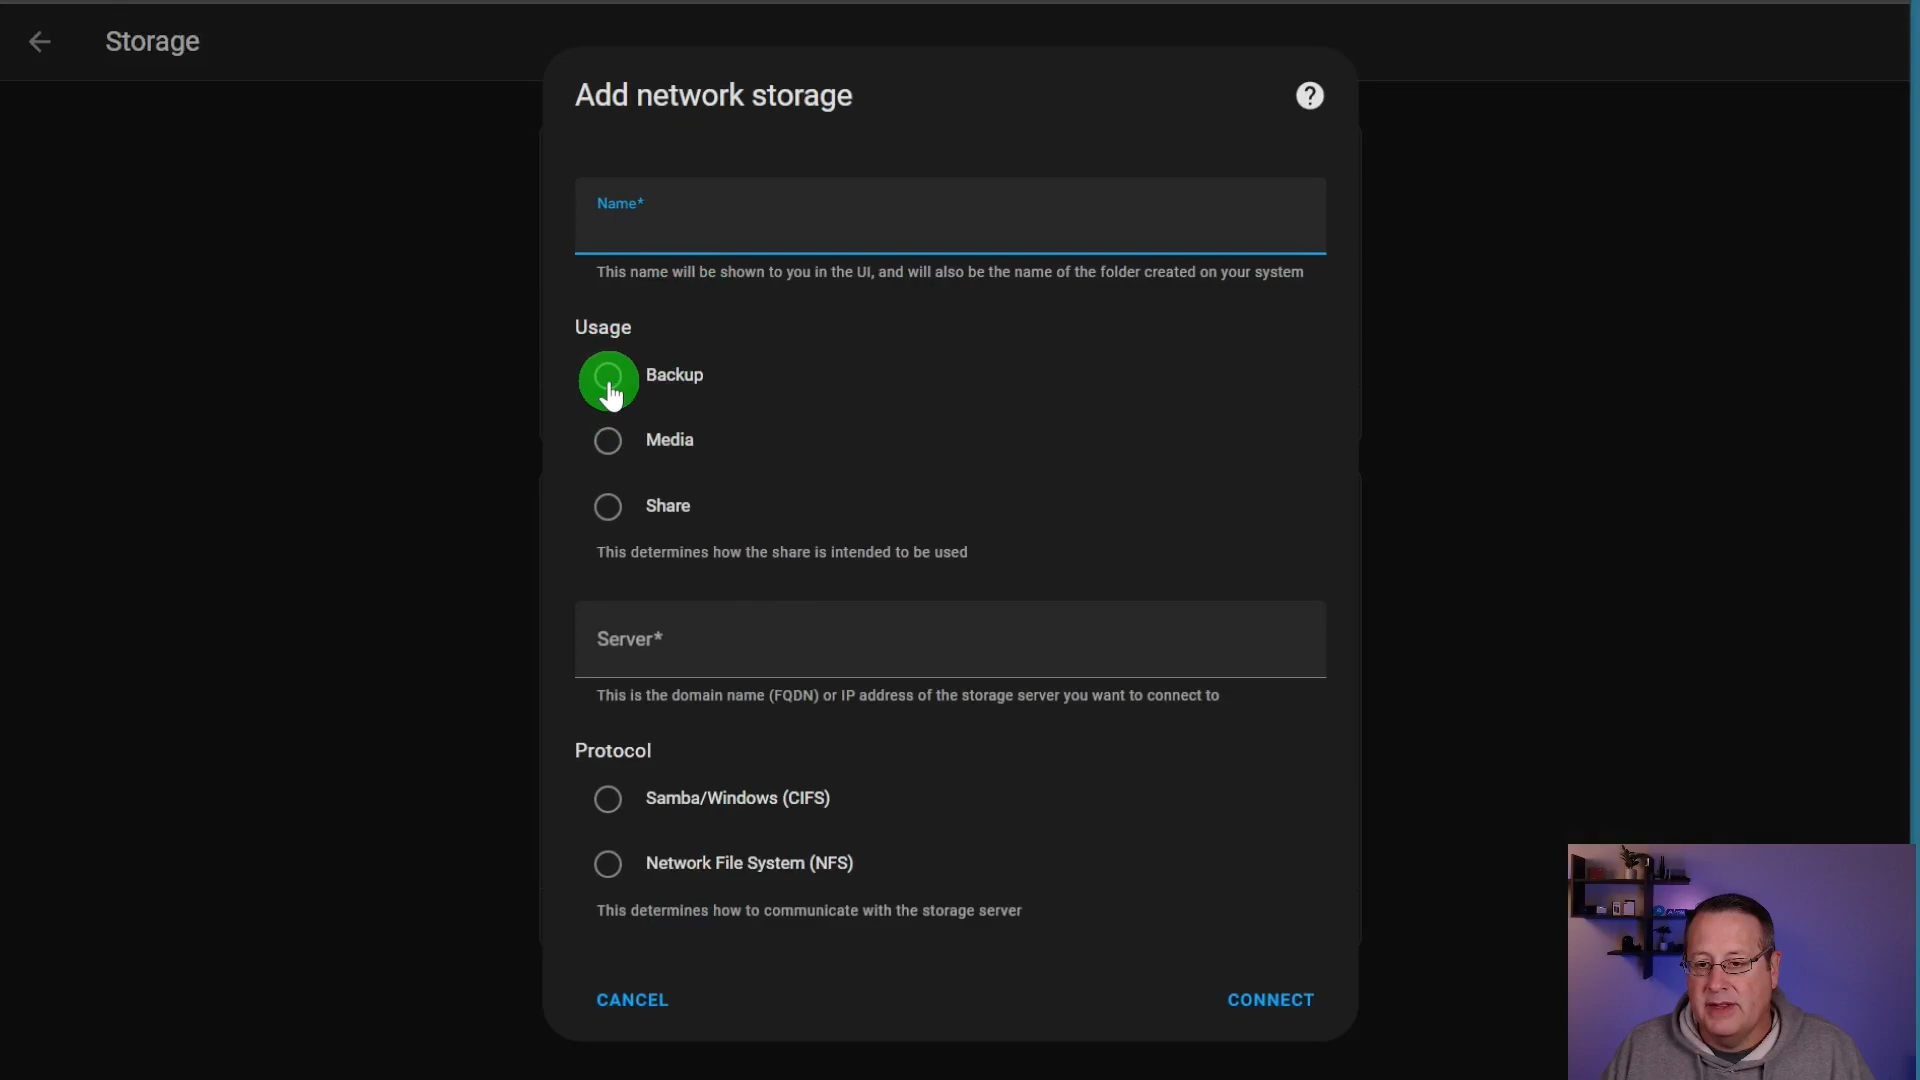 Storage
Add network storage
Name*
This name will be shown to you in the UI, and will also be the name of the folder created on your system
Usage
Backup
Media
Share
This determines how the share is intended to be used
Server*
This is the domain name (FQDN) or IP address of the storage server you want to connect to
Protocol
Samba/Windows (CIFS)
Network File System (NFS)
This determines how to communicate with the storage server
CANCEL
CONNECT